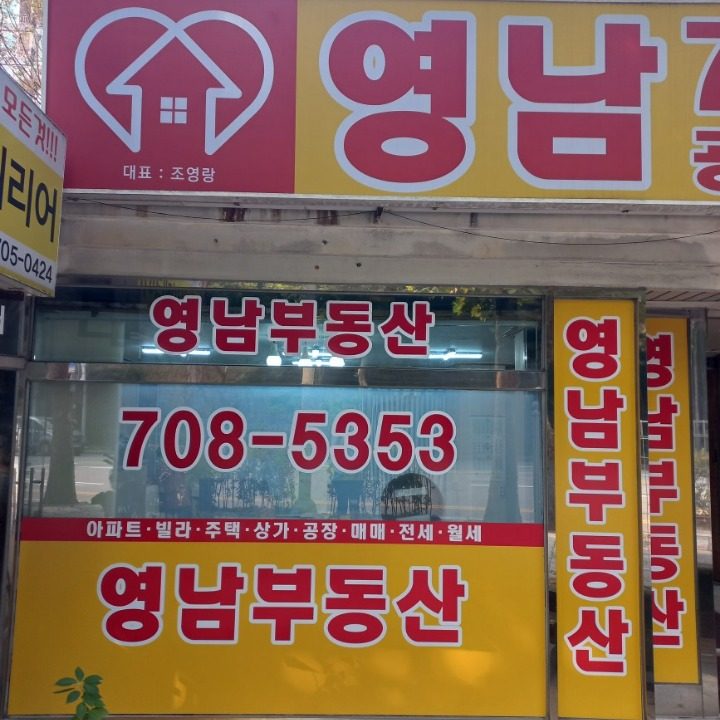 영남
대표 : 조영랑
모든것!!!
705-0424
영남부동산
708-5353
아파트·빌라·주택·상가·공장·매매·전세·월세
영남부동산
영남부동산
영남부동산